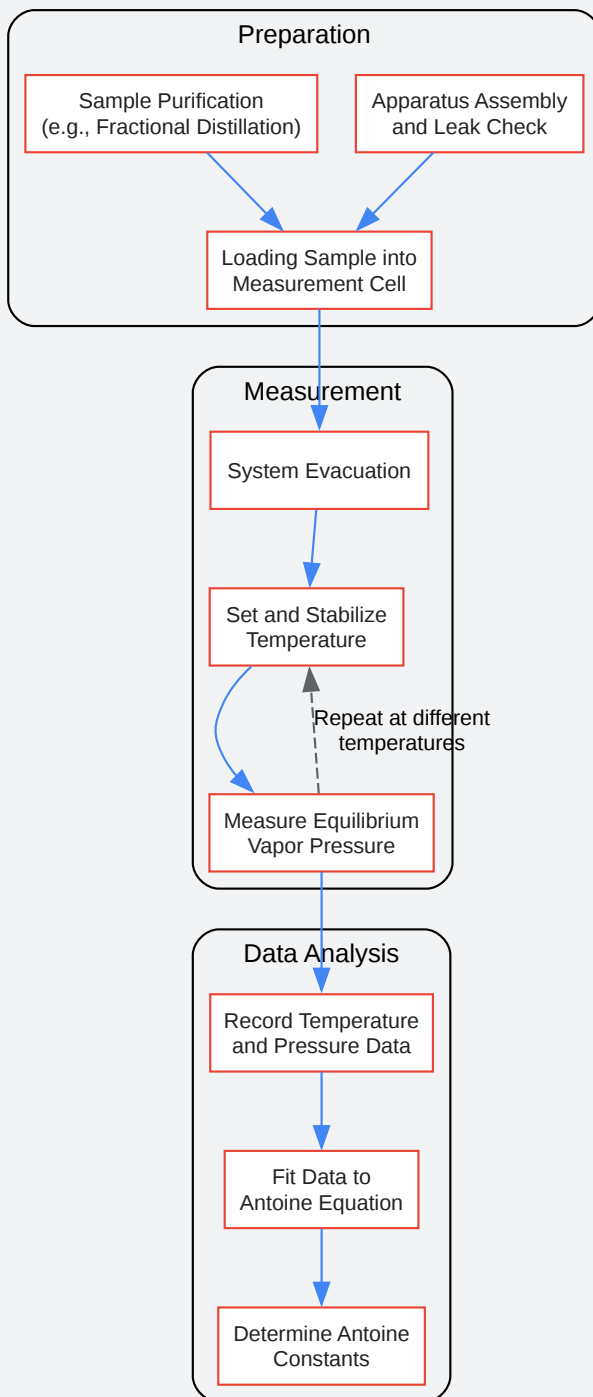 Preparation
Sample Purification
(e.g., Fractional Distillation)
Apparatus Assembly
and Leak Check
Loading Sample into
Measurement Cell
Measurement
System Evacuation
Set and Stabilize
Temperature
Repeat at different
temperatures
Measure Equilibrium
Vapor Pressure
Data Analysis
Record Temperature
and Pressure Data
Fit Data to
Antoine Equation
Determine Antoine
Constants